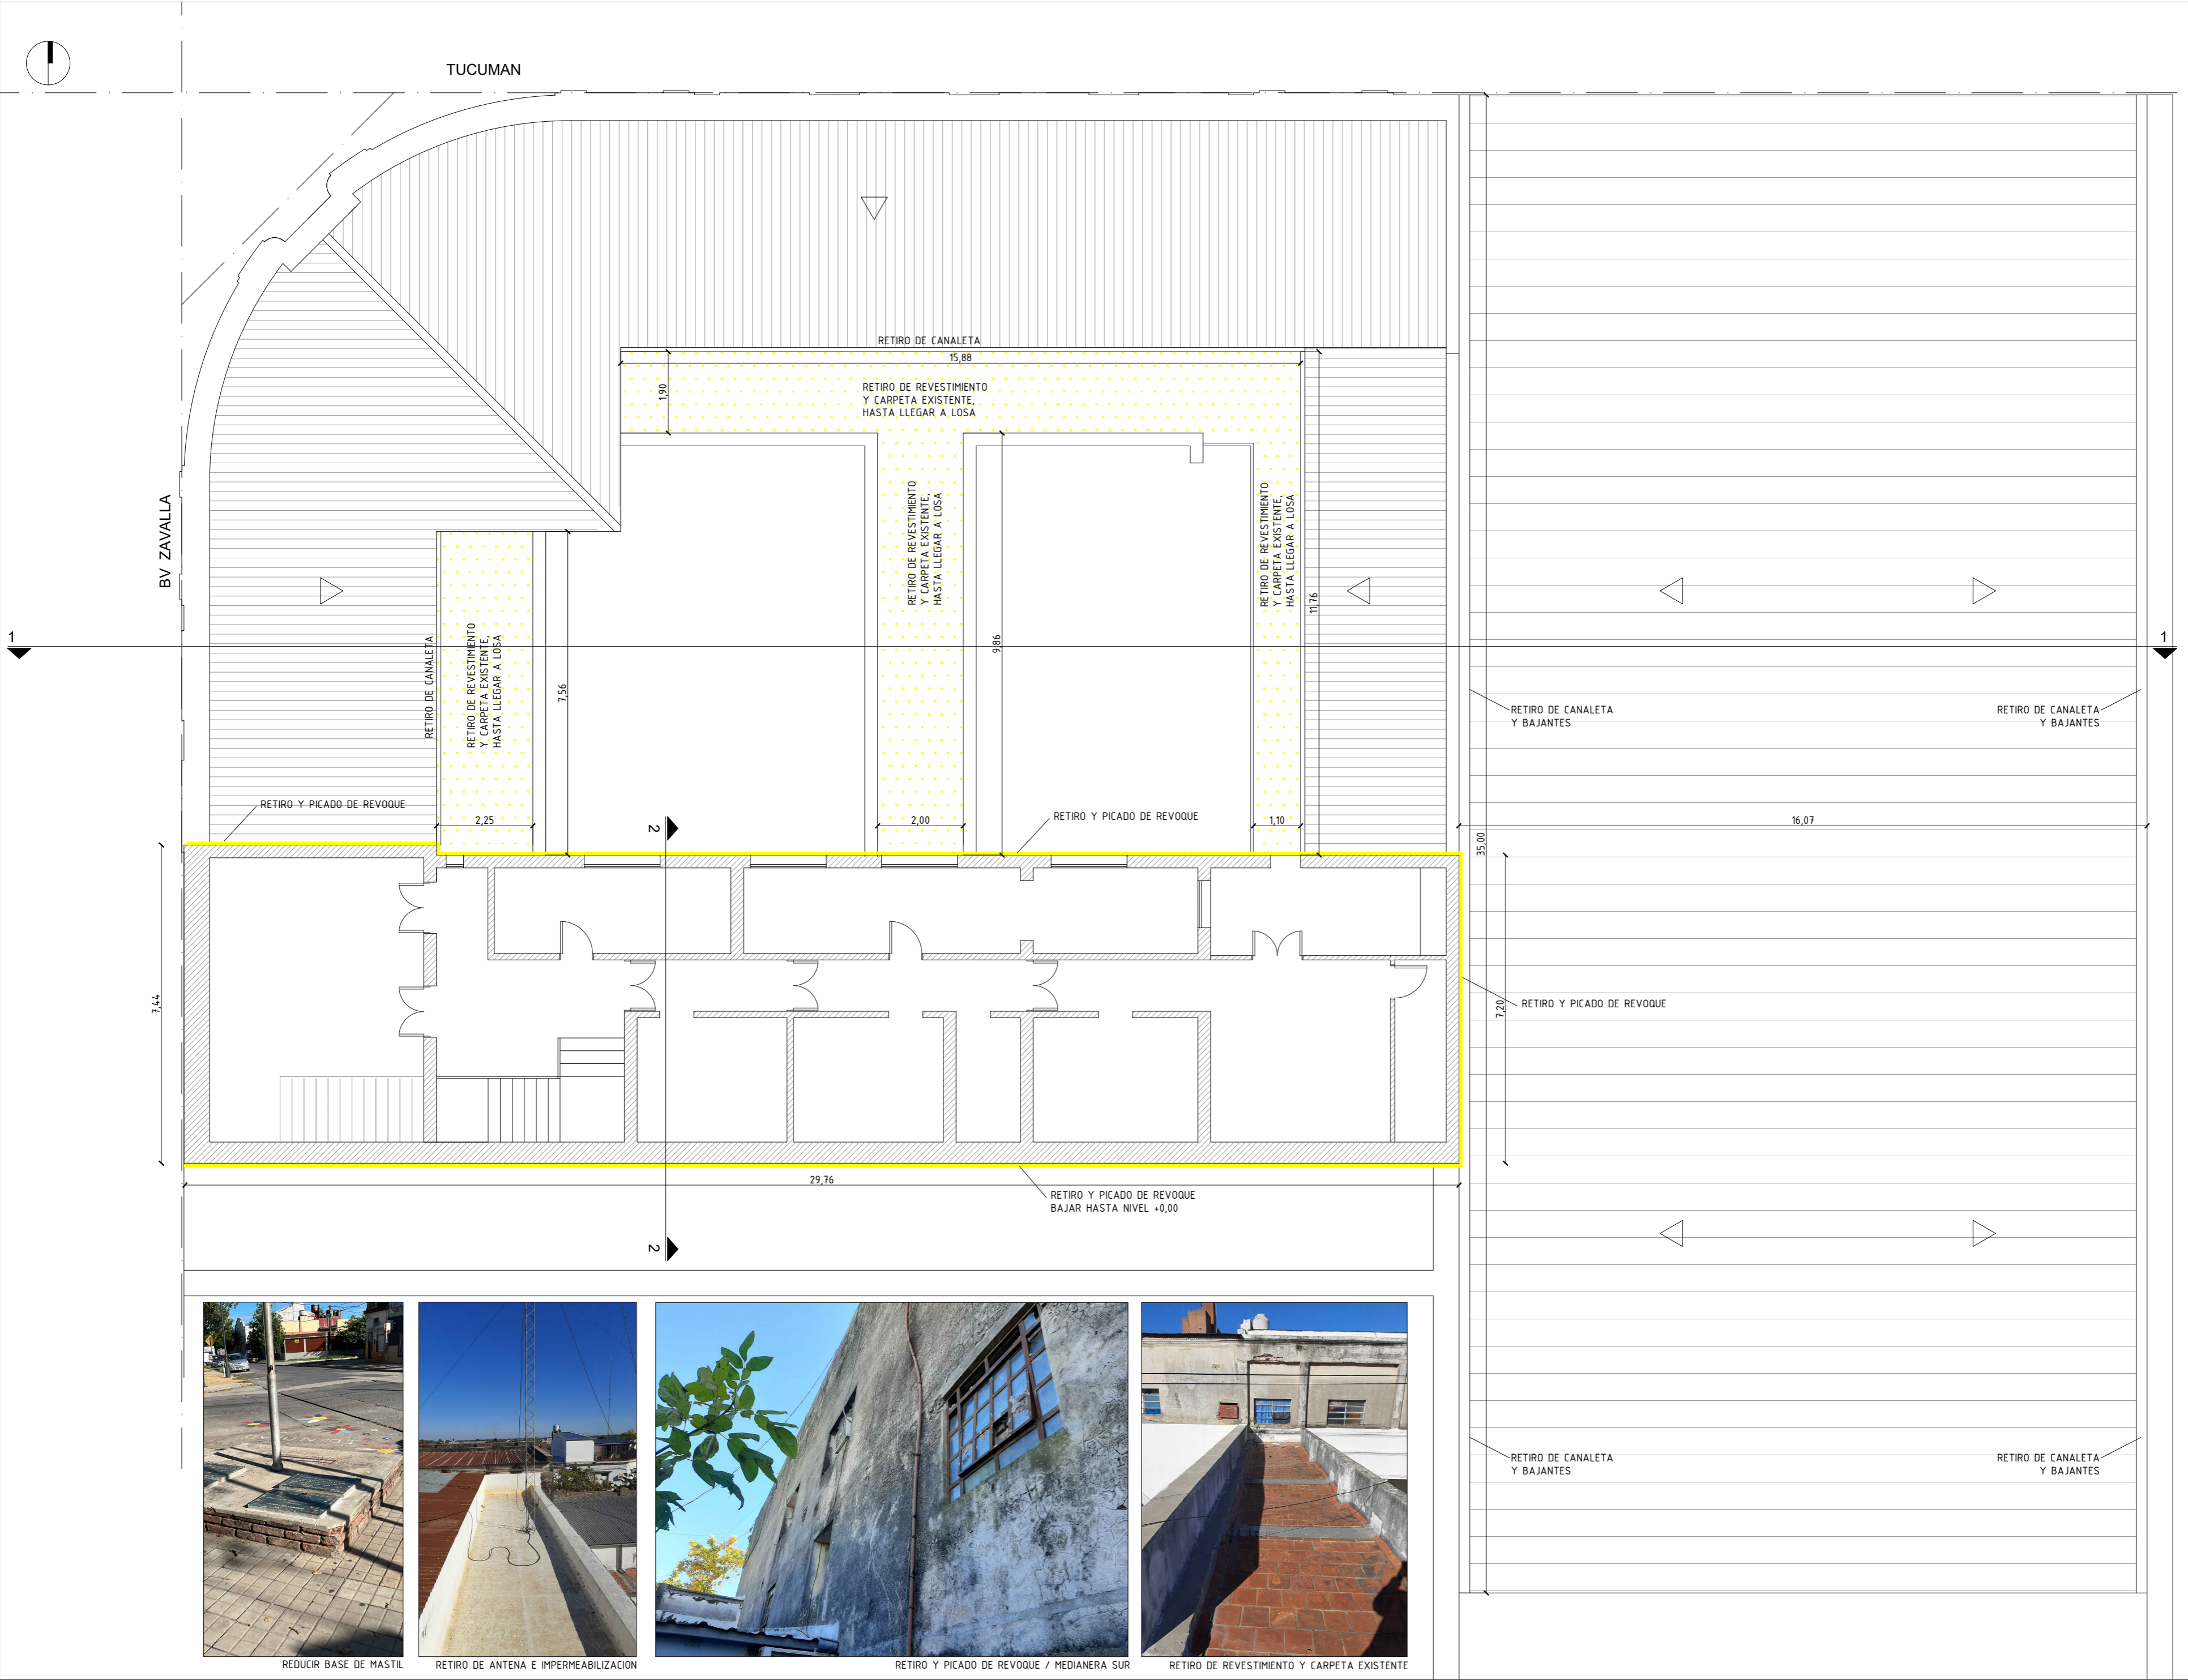 TUCUMAN
RETIRO DE CANALETA
15,88
1,90
RETIRO DE REVESTIMIENTO
Y CARPETA EXISTENTE,
HASTA LLEGAR A LOSA
BV ZAVALLA
RETIRO DE CANALETA
RETIRO DE REVESTIMIENTO
Y CARPETA EXISTENTE,
HASTA LLEGAR A LOSA
7,56
RETIRO DE REVESTIMIENTO
Y CARPETA EXISTENTE,
HASTA LLEGAR A LOSA
9,86
RETIRO DE REVESTIMIENTO
Y CARPETA EXISTENTE,
HASTA LLEGAR A LOSA
11,76
1
1
RETIRO DE CANALETA
Y BAJANTES
RETIRO DE CANALETA
Y BAJANTES
RETIRO Y PICADO DE REVOQUE
2,25
2
2,00
RETIRO Y PICADO DE REVOQUE
1,10
16,07
35,00
7,44
7,20
RETIRO Y PICADO DE REVOQUE
29,76
RETIRO Y PICADO DE REVOQUE
BAJAR HASTA NIVEL +0,00
2
RETIRO DE CANALETA
Y BAJANTES
RETIRO DE CANALETA
Y BAJANTES
REDUCIR BASE DE MASTIL
RETIRO DE ANTENA E IMPERMEABILIZACION
RETIRO Y PICADO DE REVOQUE / MEDIANERA SUR
RETIRO DE REVESTIMIENTO Y CARPETA EXISTENTE